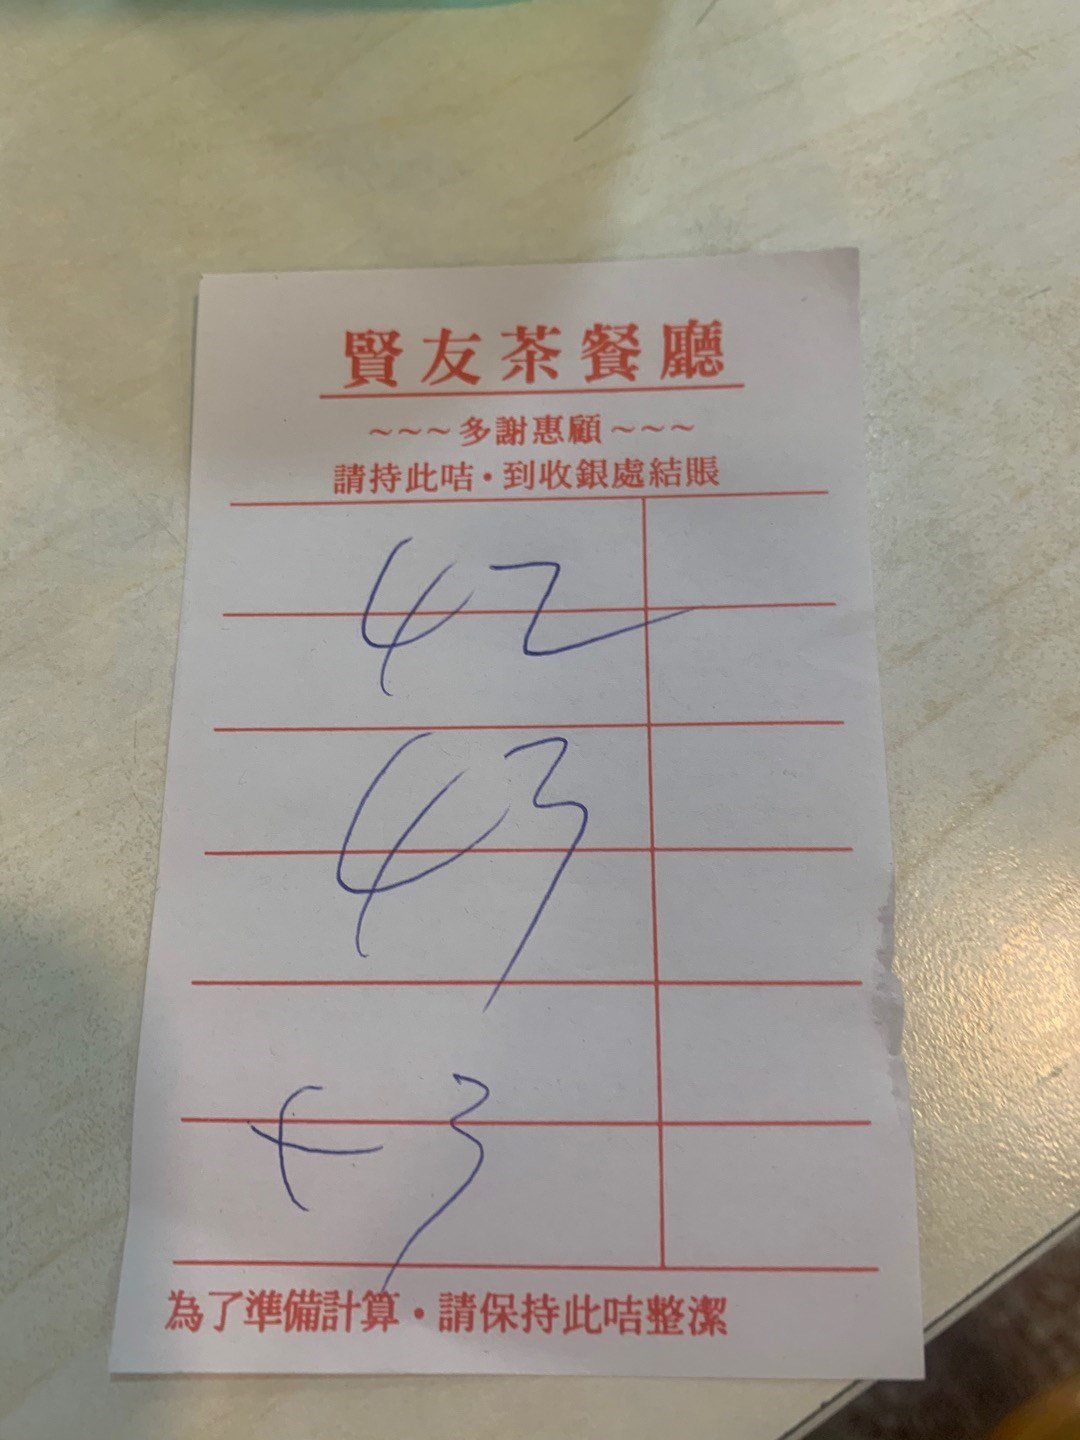 賢友茶餐廳
~~~多謝惠顧~~~
請持此咭·到收銀處結賬
42
43
+3
為了準備計算·請保持此咭整潔